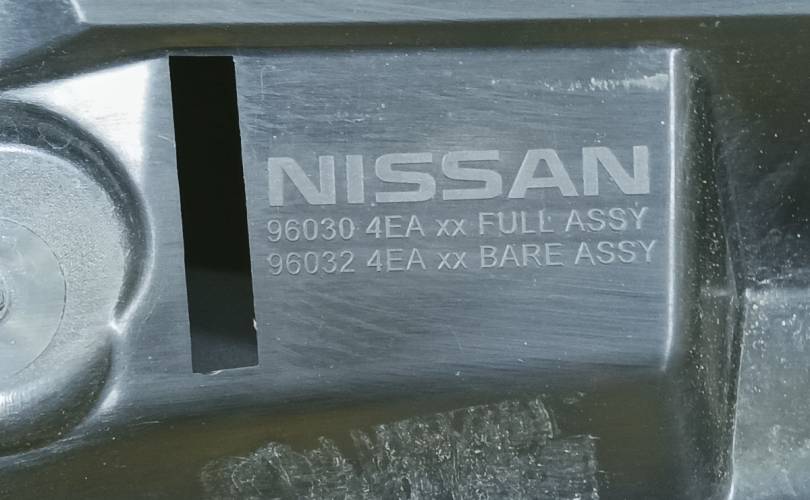 NISSAN
96030 4EA xx FULL ASSY
96032 4EA xx BARE ASSY